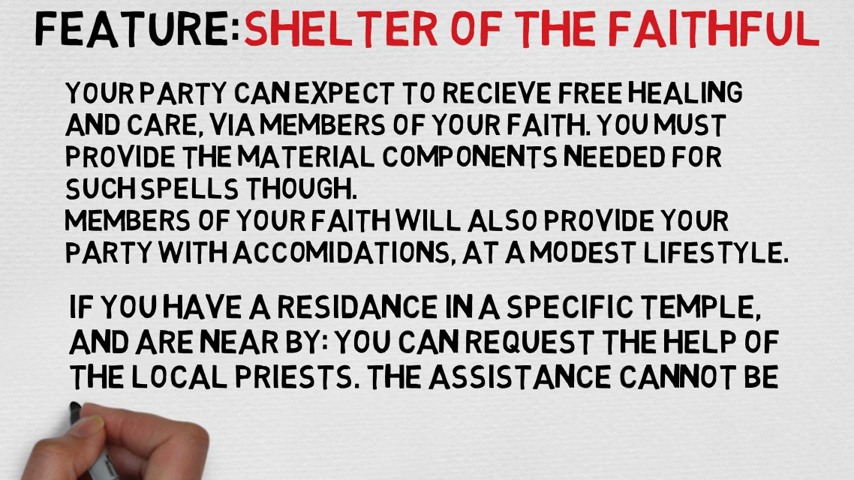 FEATURE: SHELTER OF THE FAITHFUL
YOUR PARTY CAN EXPECT TO RECIEVE FREE HEALING
AND CARE, VIA MEMBERS OF YOUR FAITH. YOU MUST
PROVIDE THE MATERIAL COMPONENTS NEEDED FOR
SUCH SPELLS THOUGH.
MEMBERS OF YOUR FAITH WILL ALSO PROVIDE YOUR
PARTY WITH ACCOMIDATIONS, AT A MODEST LIFESTYLE.
IF YOU HAVE A RESIDANCE IN A SPECIFIC TEMPLE,
AND ARE NEAR BY: YOU CAN REQUEST THE HELP OF
THE LOCAL PRIESTS. THE ASSISTANCE CANNOT BE